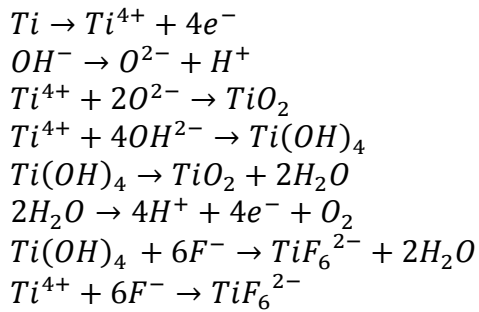 Ti → Ti⁴⁺ + 4e⁻
OH⁻ → O²⁻ + H⁺
Ti⁴⁺ + 2O²⁻ → TiO₂
Ti⁴⁺ + 4OH²⁻ → Ti(OH)₄
Ti(OH)₄ → TiO₂ + 2H₂O
2H₂O → 4H⁺ + 4e⁻ + O₂
Ti(OH)₄ + 6F⁻ → TiF₆²⁻ + 2H₂O
Ti⁴⁺ + 6F⁻ → TiF₆²⁻